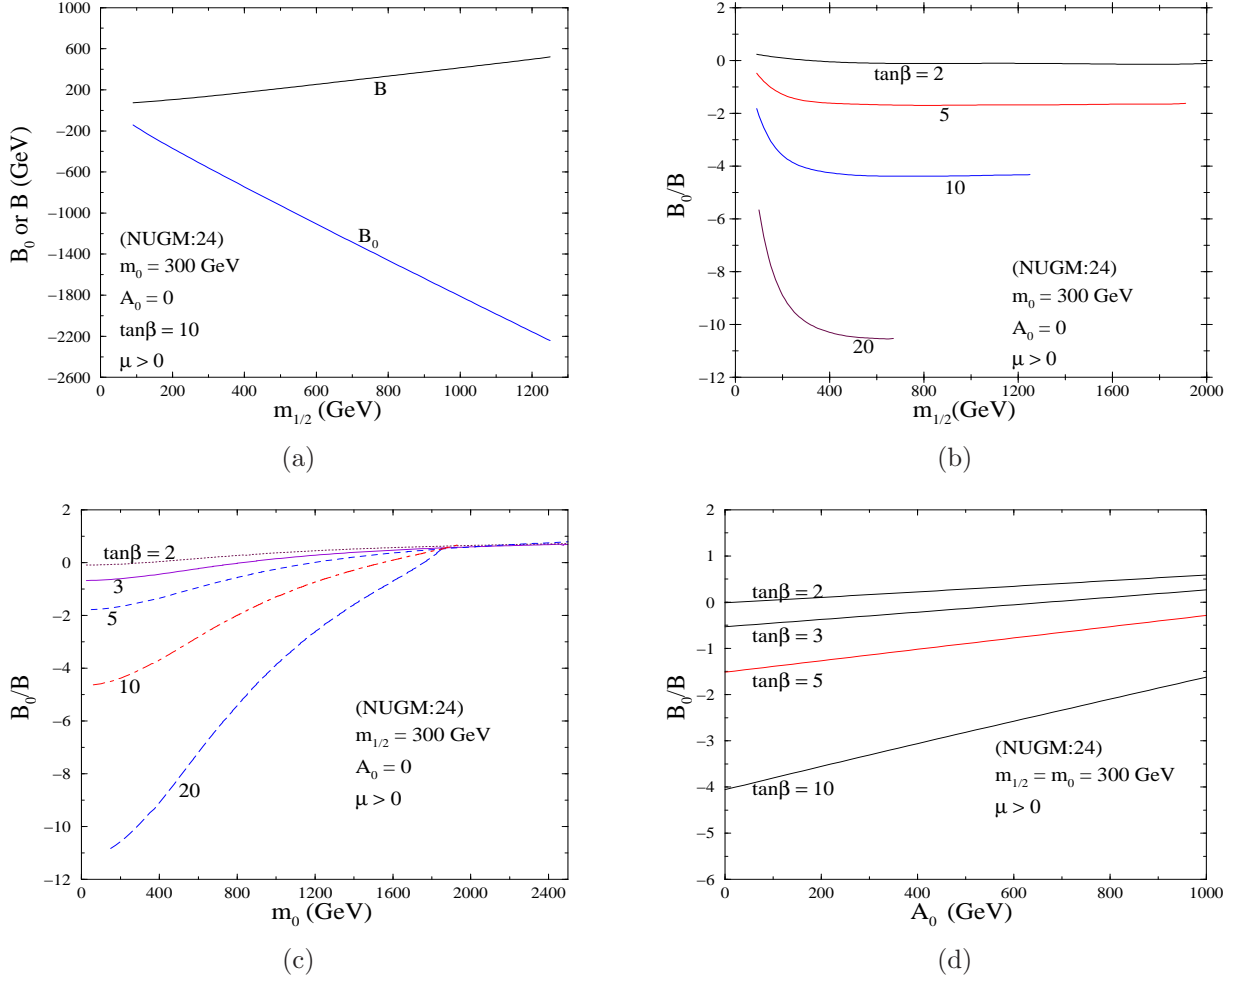 1000
600
200
−200
−600
−1000
−1400
−1800
−2200
−2600
0 200 400 600 800 1000 1200
B₀ or B (GeV)
m₁/₂ (GeV)
B
B₀
(NUGM:24)
m₀ = 300 GeV
A₀ = 0
tanβ = 10
μ > 0
(a)
2
0
−2
−4
−6
−8
−10
−12
0 400 800 1200 1600 2000
B₀/B
m₁/₂(GeV)
tanβ = 2
5
10
20
(NUGM:24)
m₀ = 300 GeV
A₀ = 0
μ > 0
(b)
2
0
−2
−4
−6
−8
−10
−12
0 400 800 1200 1600 2000 2400
B₀/B
m₀ (GeV)
tanβ = 2
3
5
10
20
(NUGM:24)
m₁/₂ = 300 GeV
A₀ = 0
μ > 0
(c)
2
1
0
−1
−2
−3
−4
−5
−6
0 200 400 600 800 1000
B₀/B
A₀ (GeV)
tanβ = 2
tanβ = 3
tanβ = 5
tanβ = 10
(NUGM:24)
m₁/₂ = m₀ = 300 GeV
μ > 0
(d)